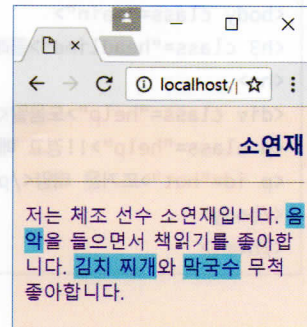 localhost/
소연재
저는 체조 선수 소연재입니다. 음
악을 들으면서 책읽기를 좋아합
니다. 김치 찌개와 막국수 무척
좋아합니다.